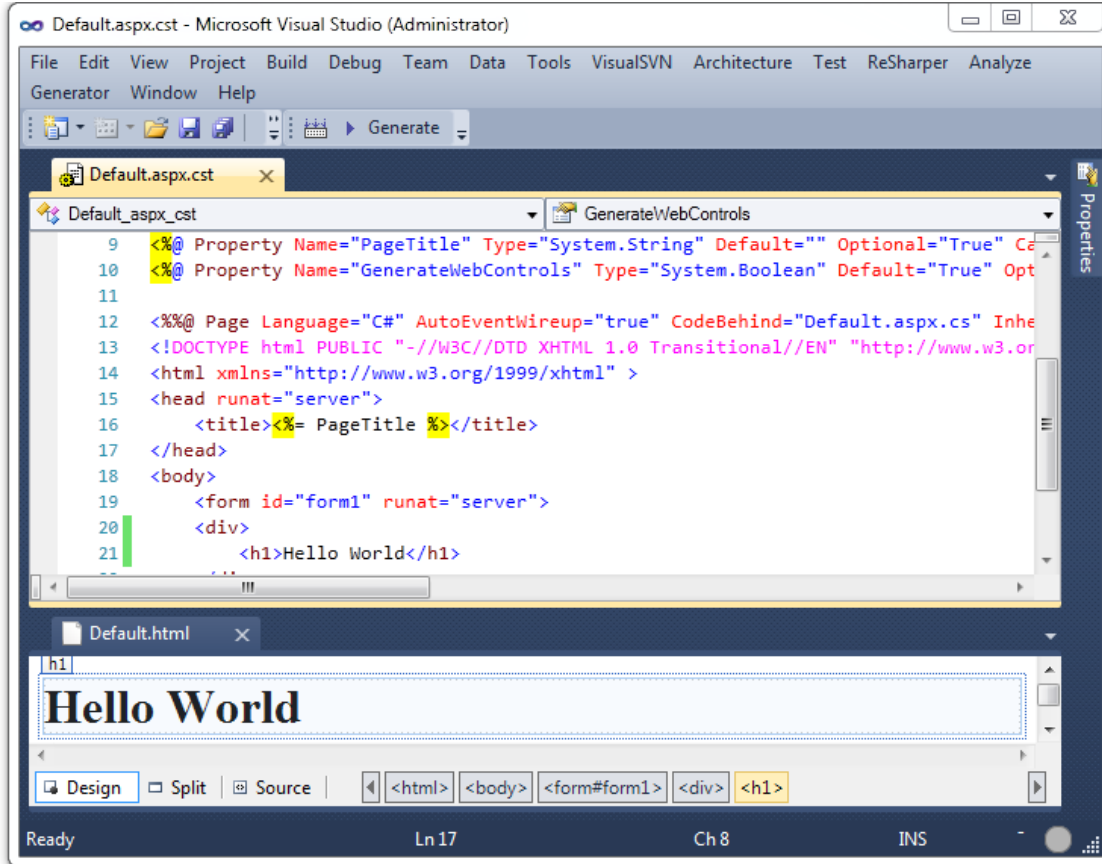 Default.aspx.cst - Microsoft Visual Studio (Administrator)
File Edit View Project Build Debug Team Data Tools VisualSVN Architecture Test ReSharper Analyze
Generator Window Help
Generate
Default.aspx.cst
Properties
Default_aspx_cst GenerateWebControls
9 <%@ Property Name="PageTitle" Type="System.String" Default="" Optional="True" Ca
10 <%@ Property Name="GenerateWebControls" Type="System.Boolean" Default="True" Opt
11
12 <%%@ Page Language="C#" AutoEventWireup="true" CodeBehind="Default.aspx.cs" Inhe
13 <!DOCTYPE html PUBLIC "-//W3C//DTD XHTML 1.0 Transitional//EN" "http://www.w3.or
14 <html xmlns="http://www.w3.org/1999/xhtml" >
15 <head runat="server">
16 <title><%= PageTitle %></title>
17 </head>
18 <body>
19 <form id="form1" runat="server">
20 <div>
21 <h1>Hello World</h1>
Default.html
h1
Hello World
Design Split Source <html> <body> <form#form1> <div> <h1>
Ready Ln 17 Ch 8 INS